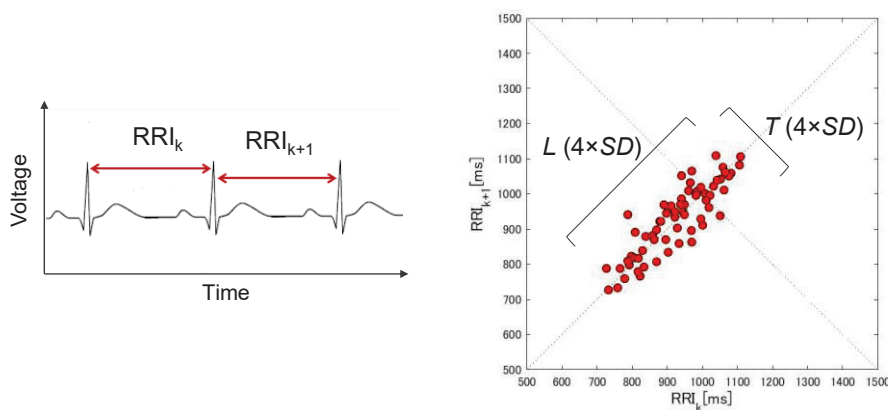 RRIk
RRIk+1
Voltage
Time
1500
1400
1300
1200
1100
1000
900
800
700
600
500
RRIk+1[ms]
L (4×SD)
T (4×SD)
500 600 700 800 900 1000 1100 1200 1300 1400 1500
RRIk[ms]